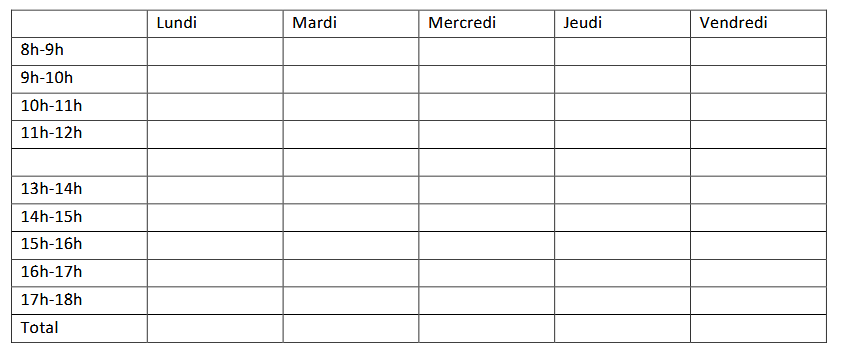 Lundi Mardi Mercredi Jeudi Vendredi
8h-9h
9h-10h
10h-11h
11h-12h
13h-14h
14h-15h
15h-16h
16h-17h
17h-18h
Total